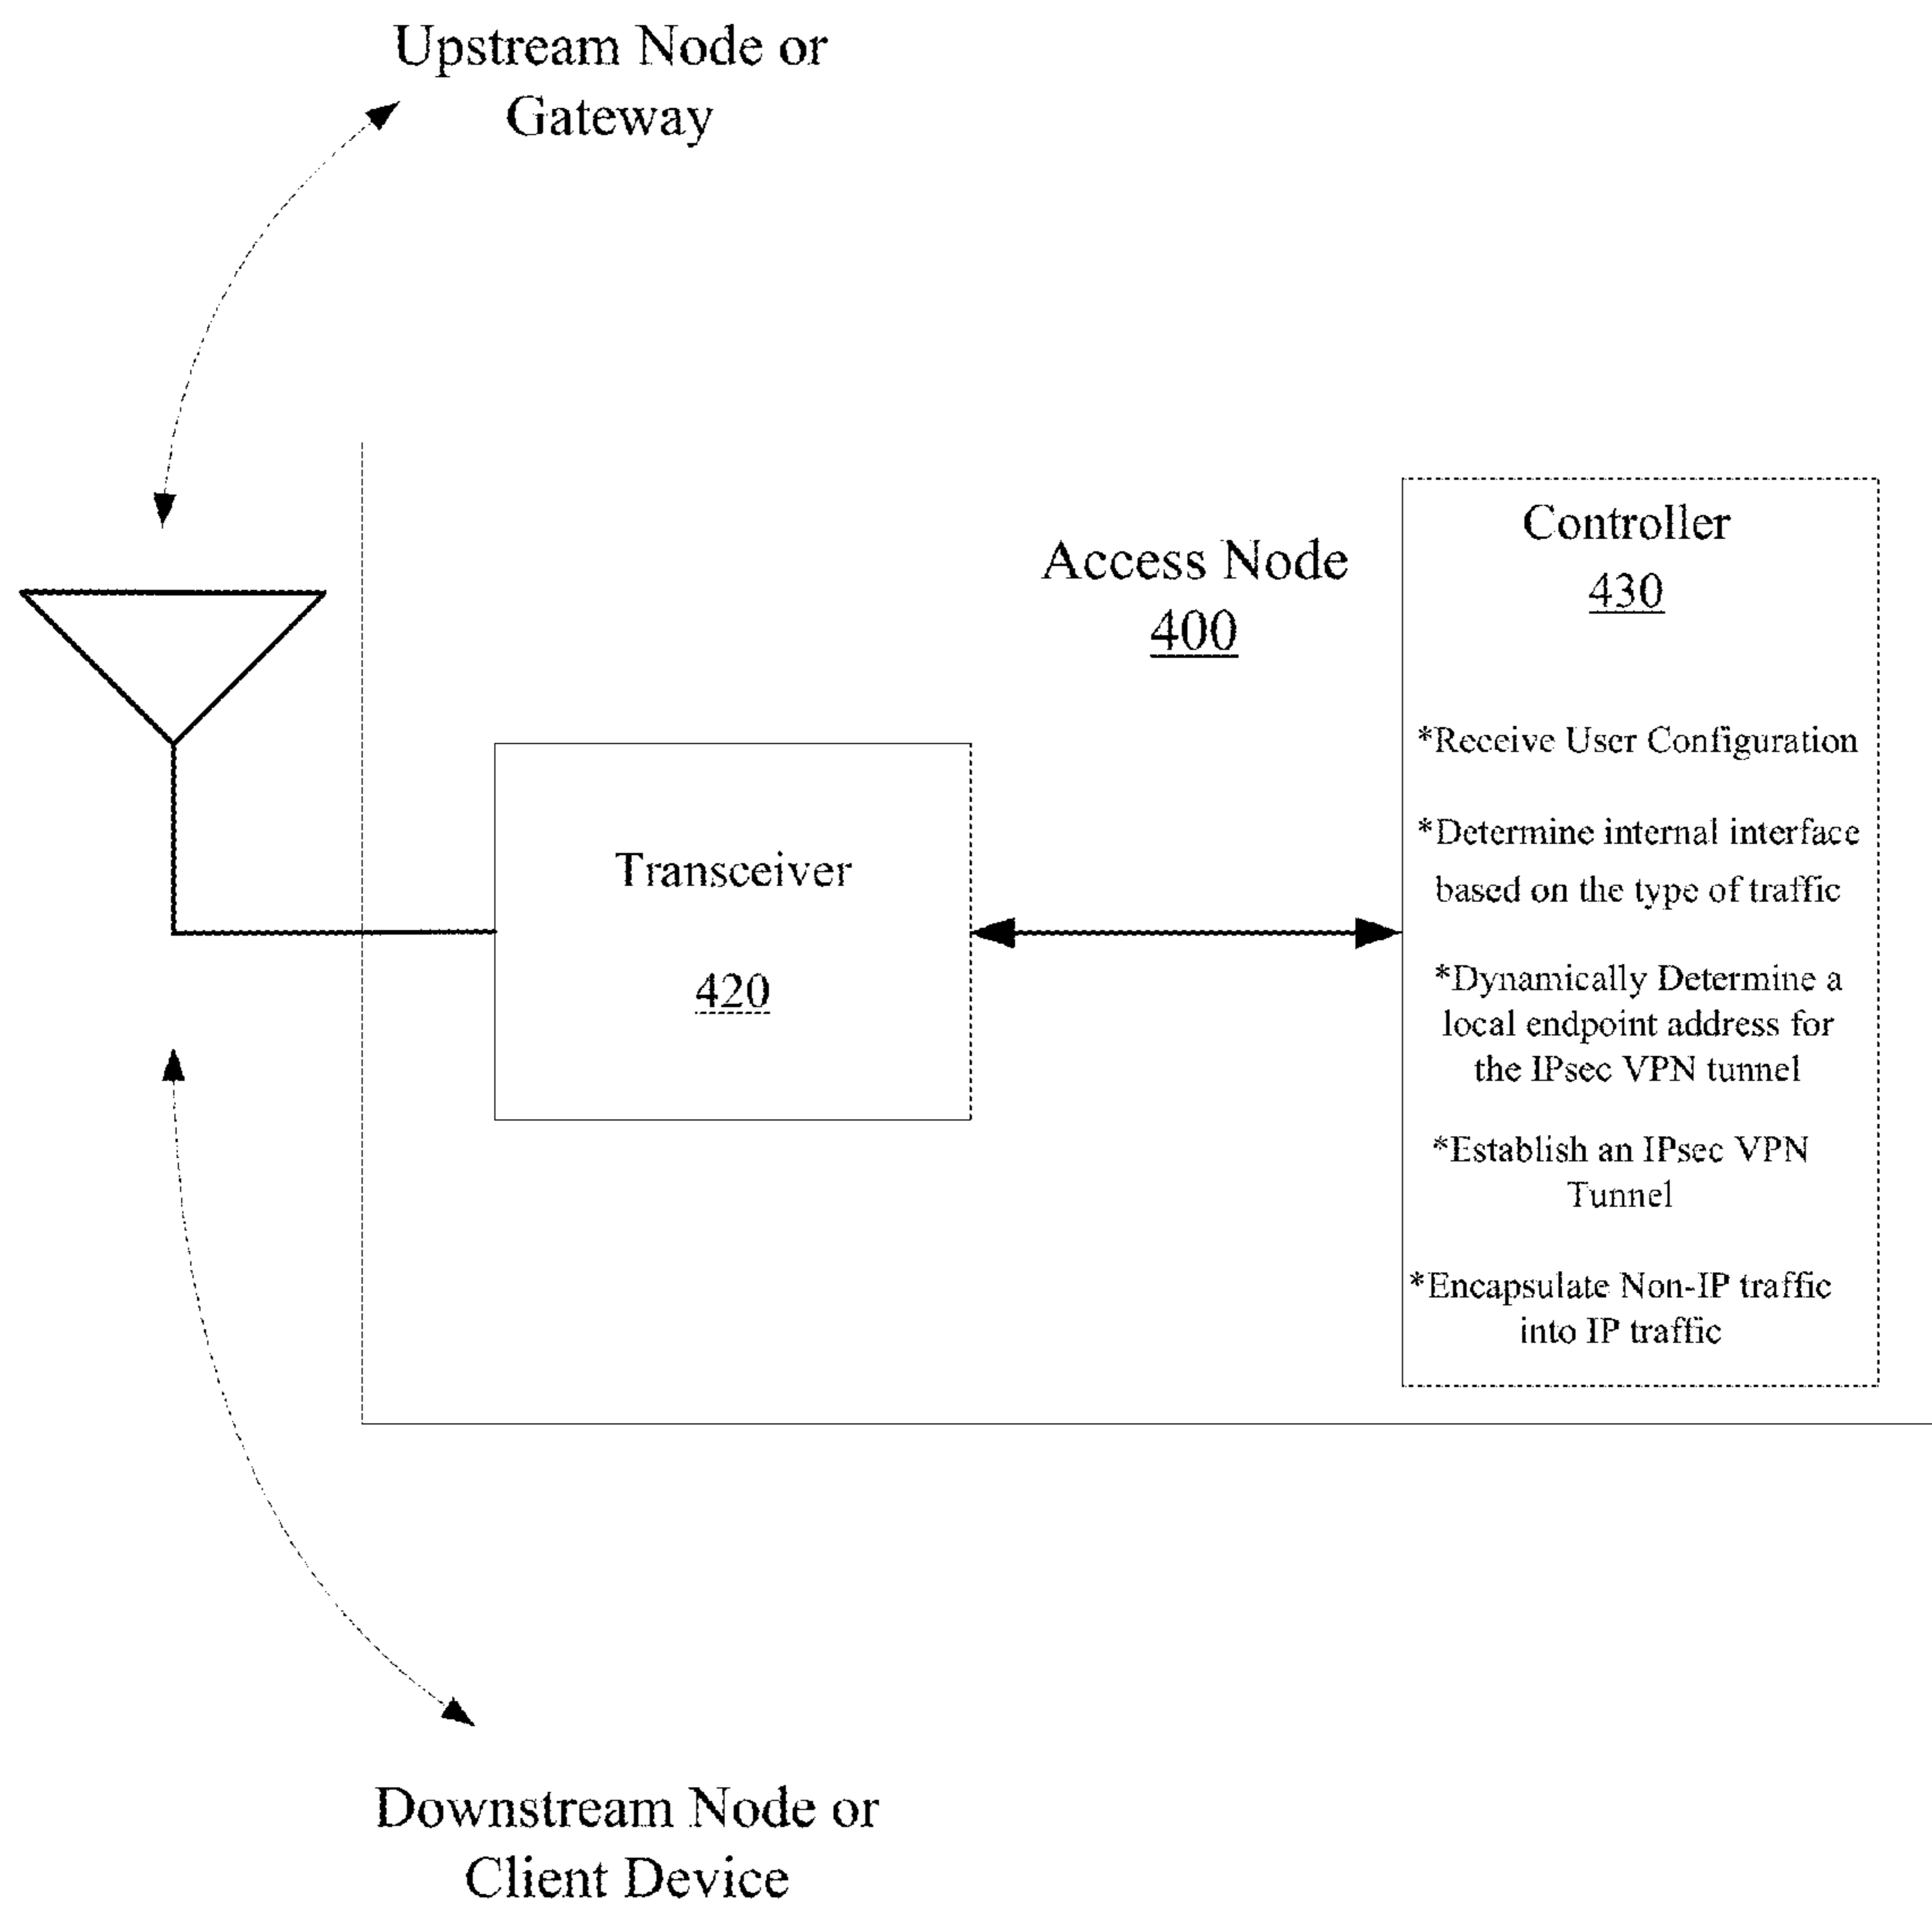 Upstream Node or
Gateway
Access Node
400
Controller
430
*Receive User Configuration
*Determine internal interface
based on the type of traffic
*Dynamically Determine a
local endpoint address for
the IPsec VPN tunnel
*Establish an IPsec VPN
Tunnel
*Encapsulate Non-IP traffic
into IP traffic
Transceiver
420
Downstream Node or
Client Device